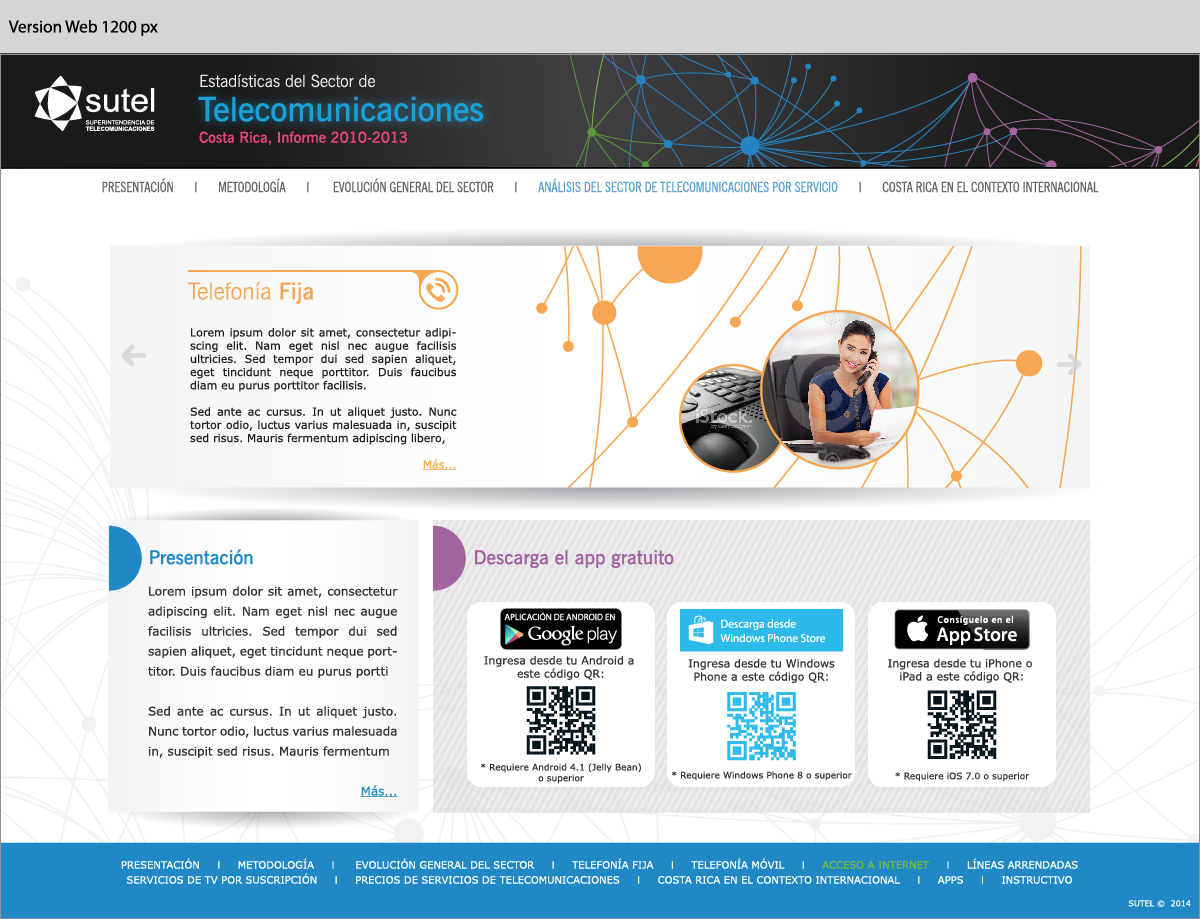 Version Web 1200 px
sutel
SUPERINTENDENCIA DE
TELECOMUNICACIONES
Estadísticas del Sector de
Telecomunicaciones
Costa Rica, Informe 2010-2013
PRESENTACIÓN | METODOLOGÍA | EVOLUCIÓN GENERAL DEL SECTOR | ANÁLISIS DEL SECTOR DE TELECOMUNICACIONES POR SERVICIO | COSTA RICA EN EL CONTEXTO INTERNACIONAL
Telefonía Fija
Lorem ipsum dolor sit amet, consectetur adipi-
scing elit. Nam eget nisl nec augue facilisis
ultricies. Sed tempor dui sed sapien aliquet,
eget tincidunt neque porttitor. Duis faucibus
diam eu purus porttitor facilisis.
Sed ante ac cursus. In ut aliquet justo. Nunc
tortor odio, luctus varius malesuada in, suscipit
sed risus. Mauris fermentum adipiscing libero,
Más...
iStock.
by Getty Images
Presentación
Lorem ipsum dolor sit amet, consectetur
adipiscing elit. Nam eget nisl nec augue
facilisis ultricies. Sed tempor dui sed
sapien aliquet, eget tincidunt neque port-
titor. Duis faucibus diam eu purus portti
Sed ante ac cursus. In ut aliquet justo.
Nunc tortor odio, luctus varius malesuada
in, suscipit sed risus. Mauris fermentum
Más...
Descarga el app gratuito
APLICACIÓN DE ANDROID EN
Google play
Ingresa desde tu Android a
este código QR:
* Requiere Android 4.1 (Jelly Bean)
o superior
Descarga desde
Windows Phone Store
Ingresa desde tu Windows
Phone a este código QR:
* Requiere Windows Phone 8 o superior
Consíguelo en el
App Store
Ingresa desde tu iPhone o
iPad a este código QR:
* Requiere iOS 7.0 o superior
PRESENTACIÓN | METODOLOGÍA | EVOLUCIÓN GENERAL DEL SECTOR | TELEFONÍA FIJA | TELEFONÍA MÓVIL | ACCESO A INTERNET | LÍNEAS ARRENDADAS
SERVICIOS DE TV POR SUSCRIPCIÓN | PRECIOS DE SERVICIOS DE TELECOMUNICACIONES | COSTA RICA EN EL CONTEXTO INTERNACIONAL | APPS | INSTRUCTIVO
SUTEL © 2014